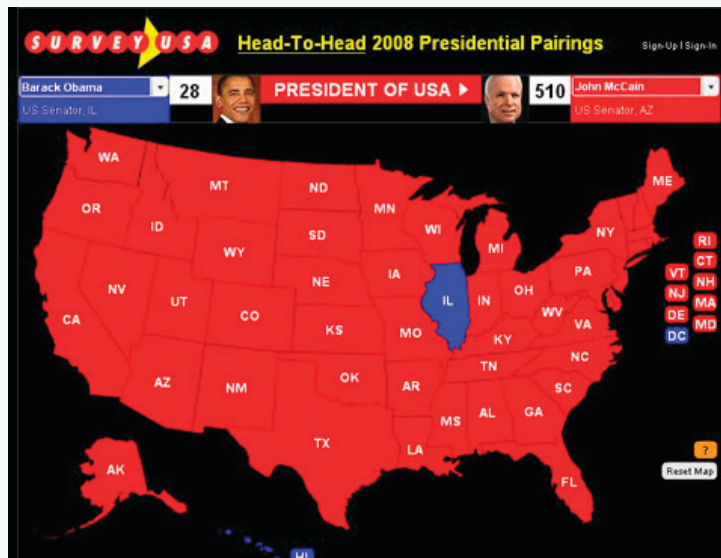 SURVEY USA
Head-To-Head 2008 Presidential Pairings
Sign-Up | Sign-In
Barack Obama
US Senator, IL
28
PRESIDENT OF USA
510
John McCain
US Senator, AZ
WA
MT
ND
MN
ME
OR
ID
SD
WI
MI
NY
WY
RI
CT
IA
PA
VT
NH
NE
NV
UT
CO
IL
IN
OH
NJ
MA
WV
DE
MD
CA
KS
MO
KY
VA
DC
AZ
NM
OK
AR
TN
NC
SC
TX
MS
AL
GA
LA
AK
FL
?
Reset Map
HI